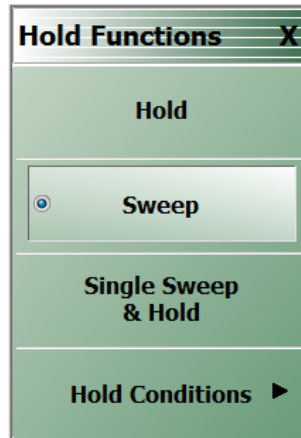 Hold Functions X
Hold
Sweep
Single Sweep
& Hold
Hold Conditions ▶